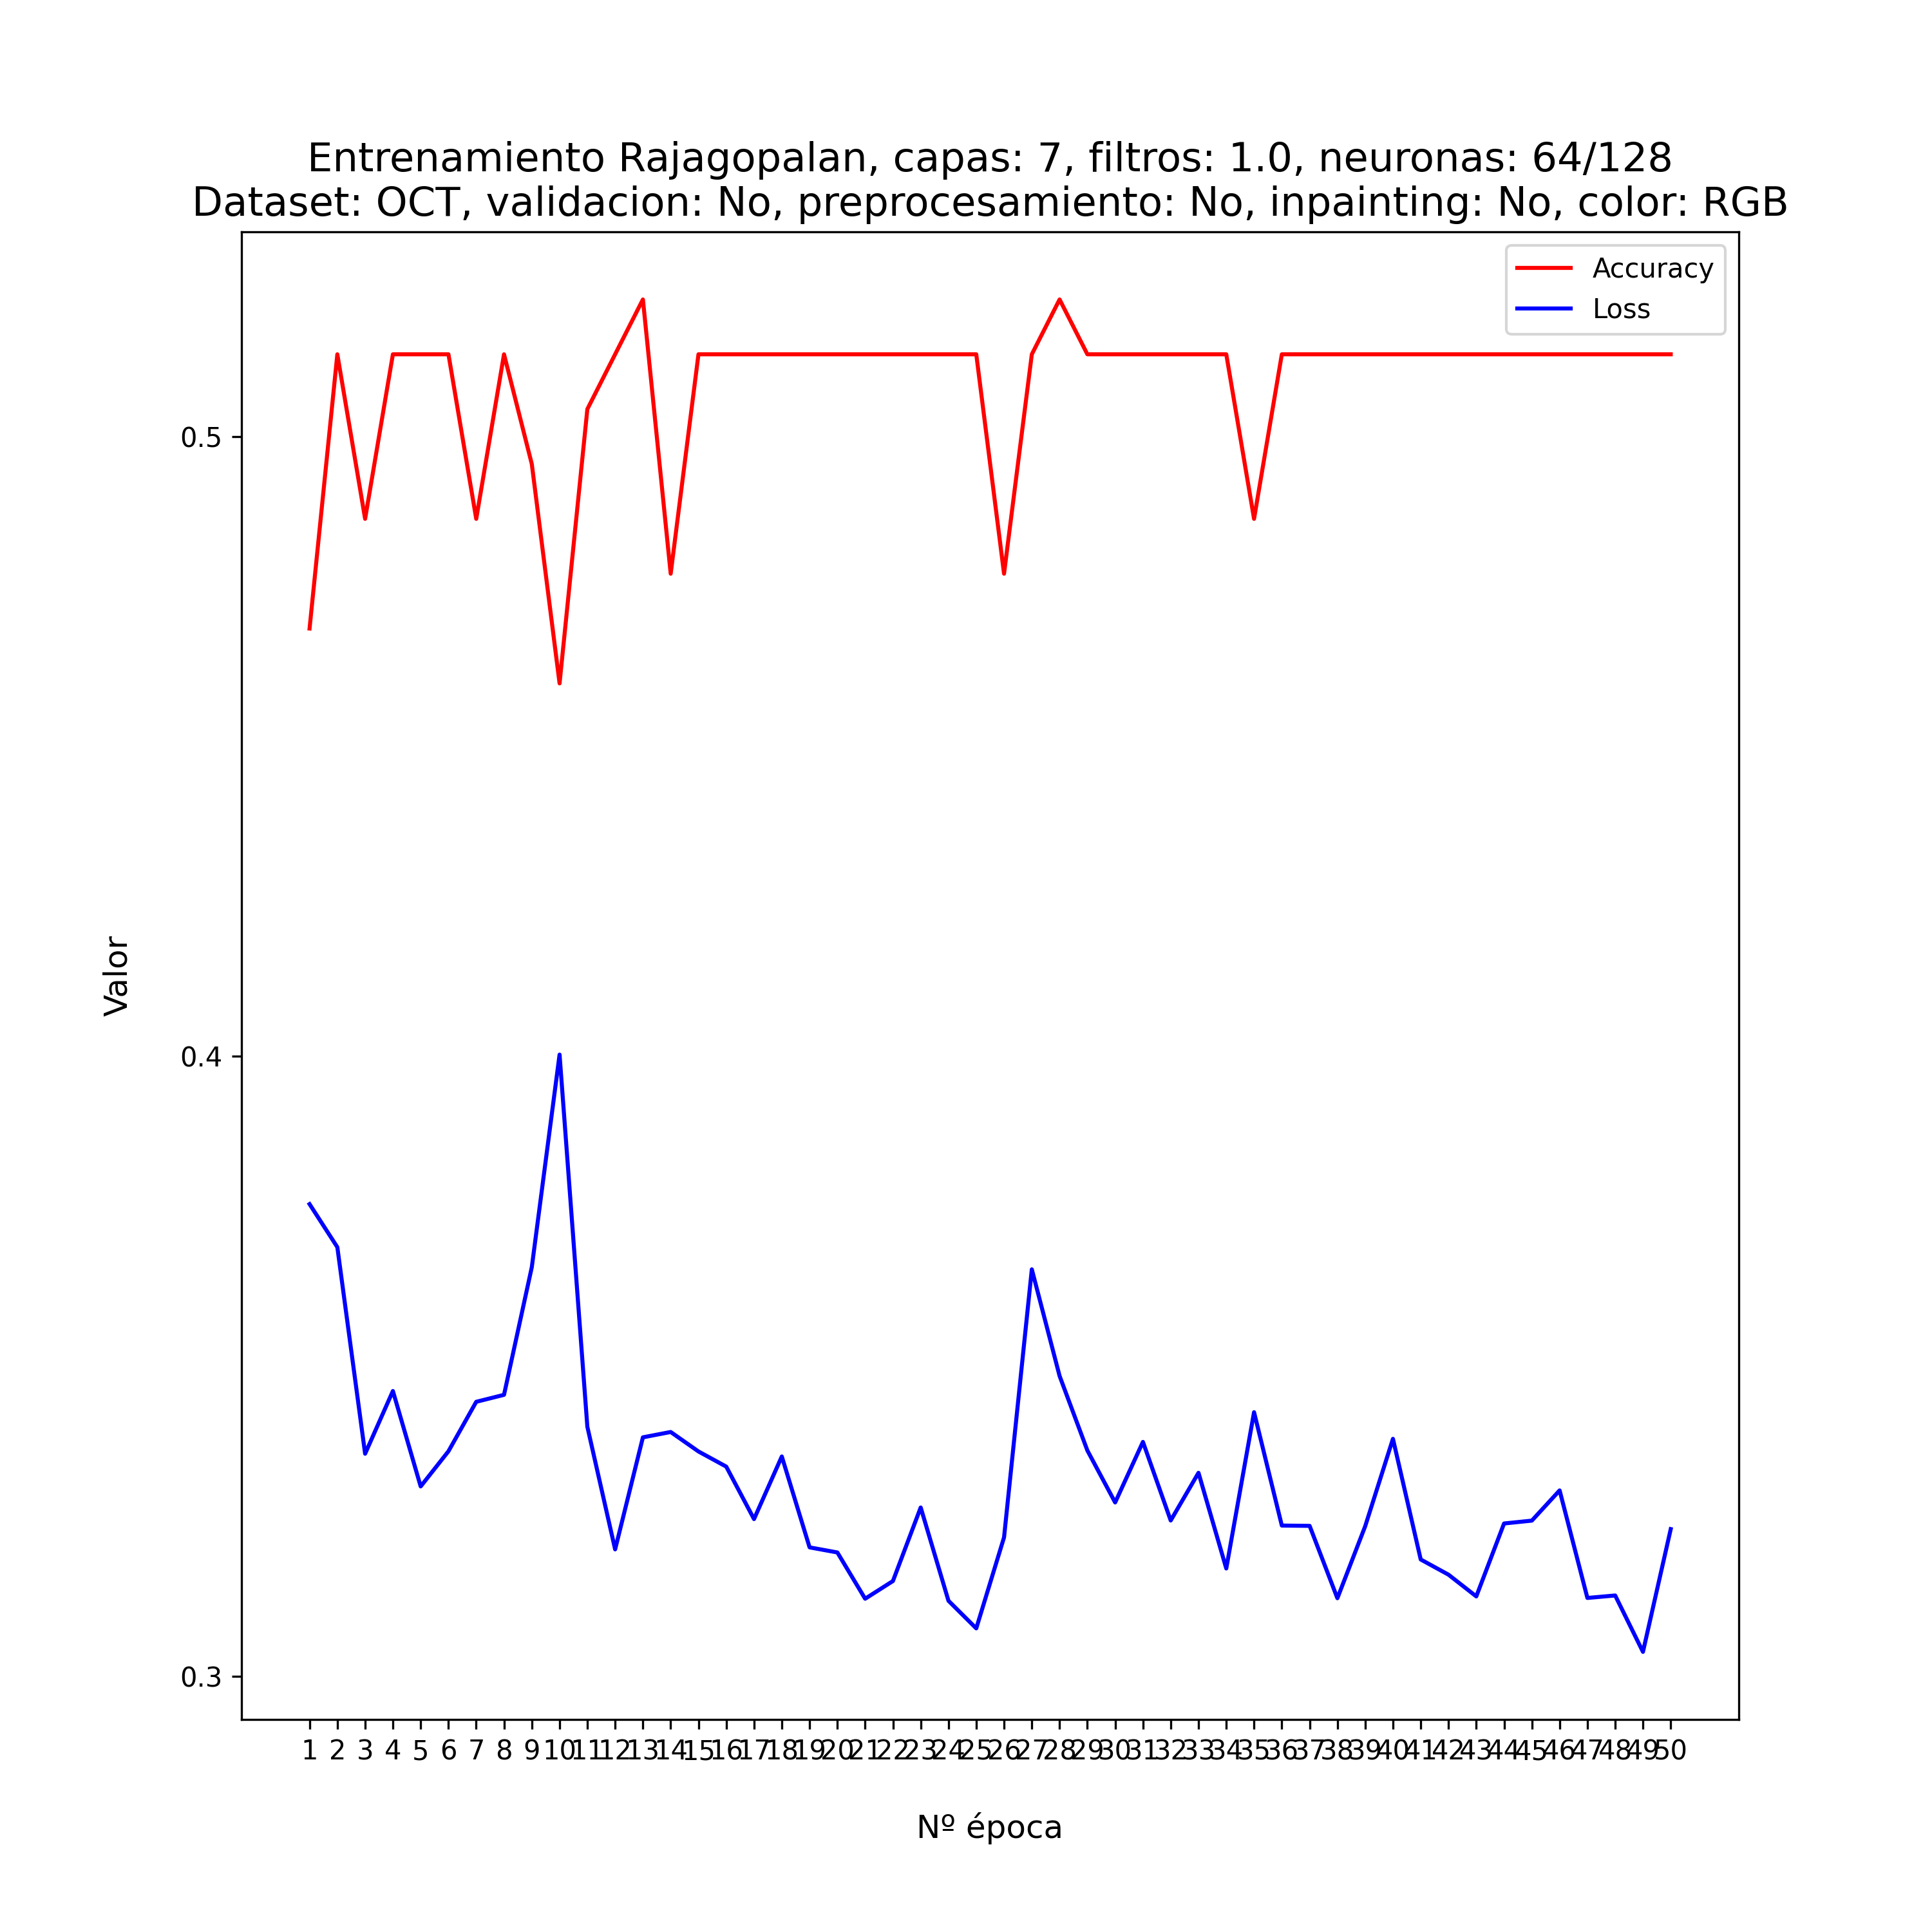 Entrenamiento Rajagopalan, capas: 7, filtros: 1.0, neuronas: 64/128
Dataset: OCT, validacion: No, preprocesamiento: No, inpainting: No, color: RGB
Accuracy
Loss
0.5
0.4
0.3
Valor
1 2 3 4 5 6 7 8 9 10 11 12 13 14 15 16 17 18 19 20 21 22 23 24 25 26 27 28 29 30 31 32 33 34 35 36 37 38 39 40 41 42 43 44 45 46 47 48 49 50
Nº época